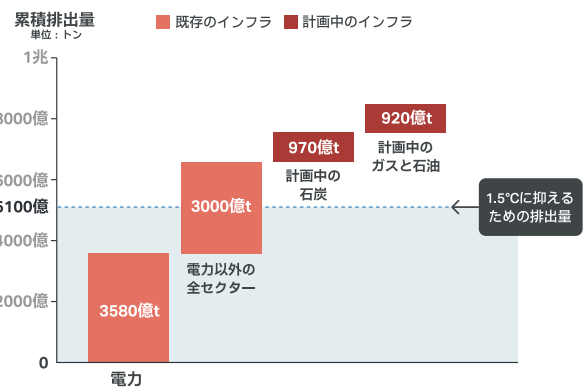 累積排出量
単位：トン
既存のインフラ
計画中のインフラ
1兆
8000億
6000億
5100億
4000億
2000億
0
3580億t
電力
3000億t
電力以外の
全セクター
970億t
計画中の
石炭
920億t
計画中の
ガスと石油
1.5℃に抑える
ための排出量